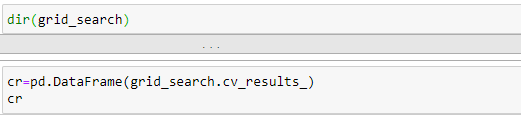 dir(grid_search)
...
cr=pd.DataFrame(grid_search.cv_results_)
cr